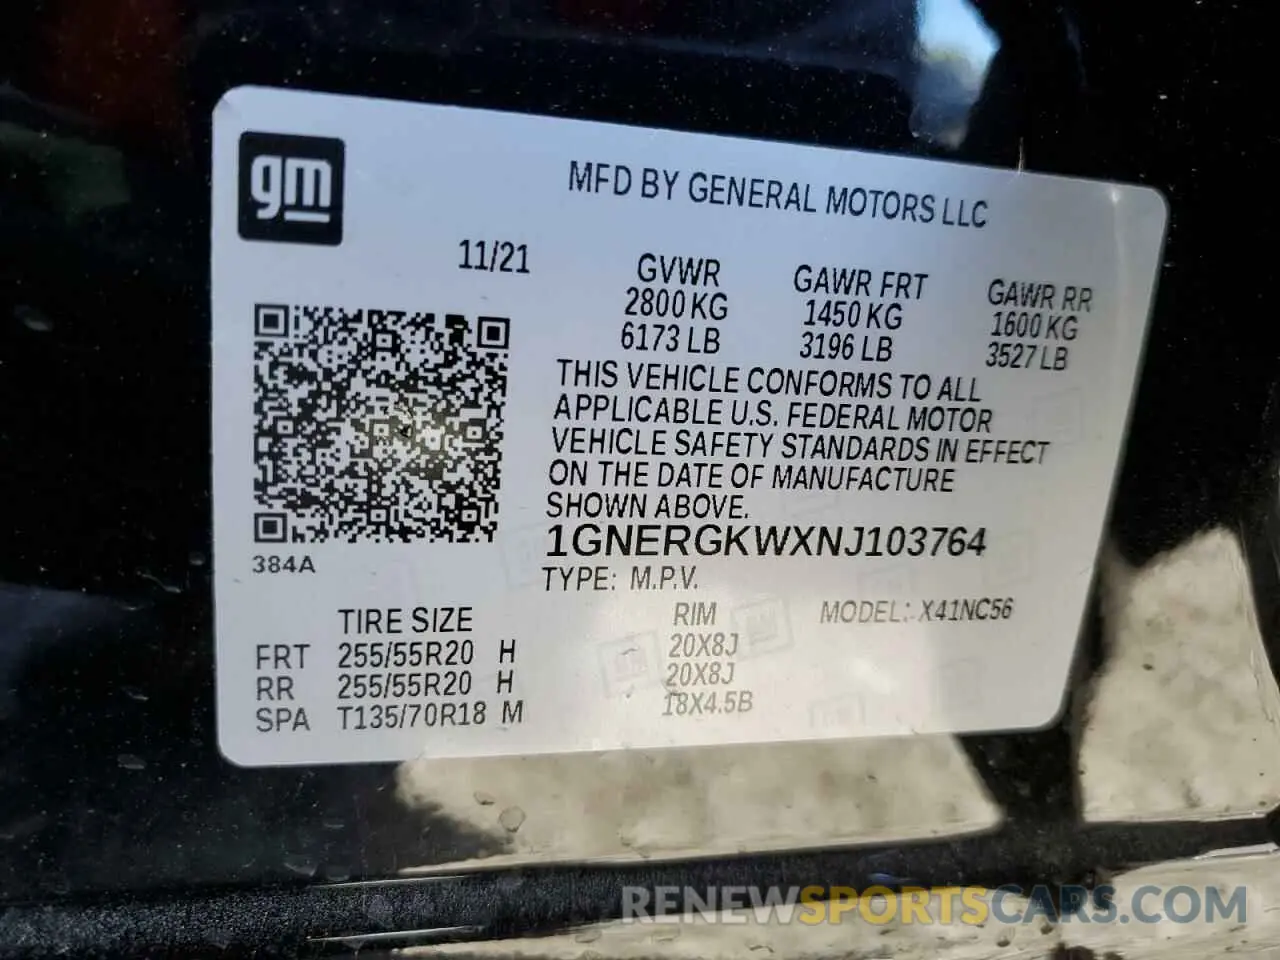 gm
MFD BY GENERAL MOTORS LLC
11/21
GVWR GAWR FRT GAWR RR
2800 KG 1450 KG 1600 KG
6173 LB 3196 LB 3527 LB
THIS VEHICLE CONFORMS TO ALL
APPLICABLE U.S. FEDERAL MOTOR
VEHICLE SAFETY STANDARDS IN EFFECT
ON THE DATE OF MANUFACTURE
SHOWN ABOVE.
1GNERGKWXNJ103764
384A
TYPE: M.P.V.
TIRE SIZE RIM MODEL: X41NC56
FRT 255/55R20 H 20X8J
RR 255/55R20 H 20X8J
SPA T135/70R18 M 18X4.5B
RENEWSPORTSCARS.COM